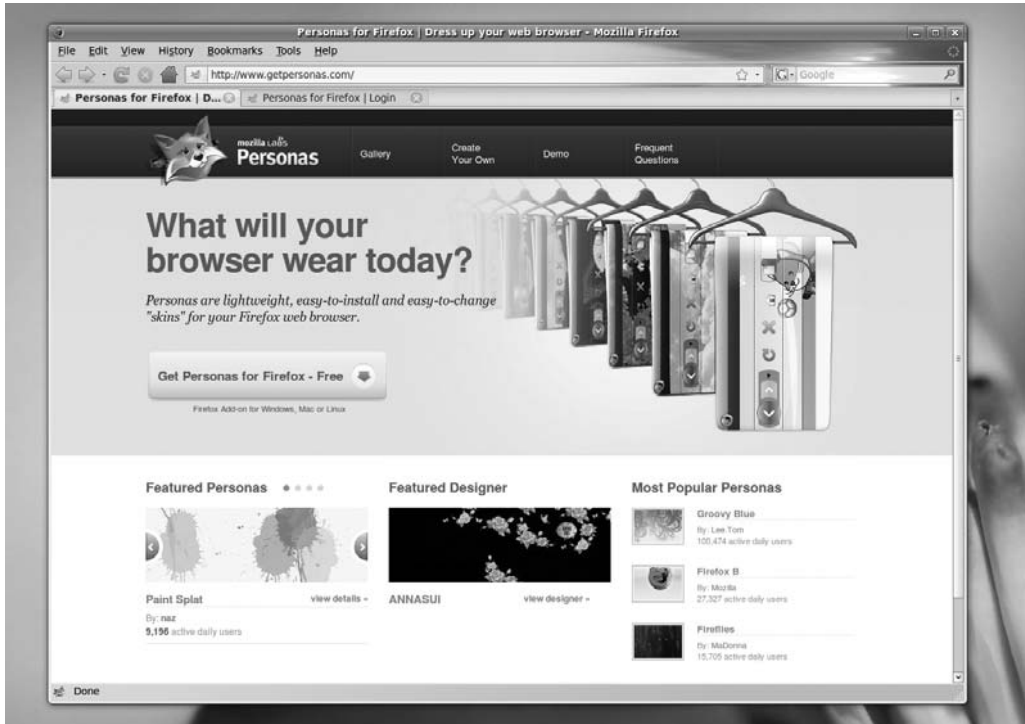 Personas for Firefox | Dress up your web browser - Mozilla Firefox
File Edit View History Bookmarks Tools Help
http://www.getpersonas.com/
Google
Personas for Firefox | D...
Personas for Firefox | Login
mozilla Labs
Personas
Gallery
Create
Your Own
Demo
Frequent
Questions
What will your
browser wear today?
Personas are lightweight, easy-to-install and easy-to-change
"skins" for your Firefox web browser.
Get Personas for Firefox - Free
Firefox Add-on for Windows, Mac or Linux
Featured Personas
Paint Splat view details »
By: naz
9,196 active daily users
Featured Designer
ANNASUI view designer »
Most Popular Personas
Groovy Blue
By: Lee.Tom
100,474 active daily users
Firefox B
By: Mozilla
27,327 active daily users
Fireflies
By: MaDonna
15,705 active daily users
Done